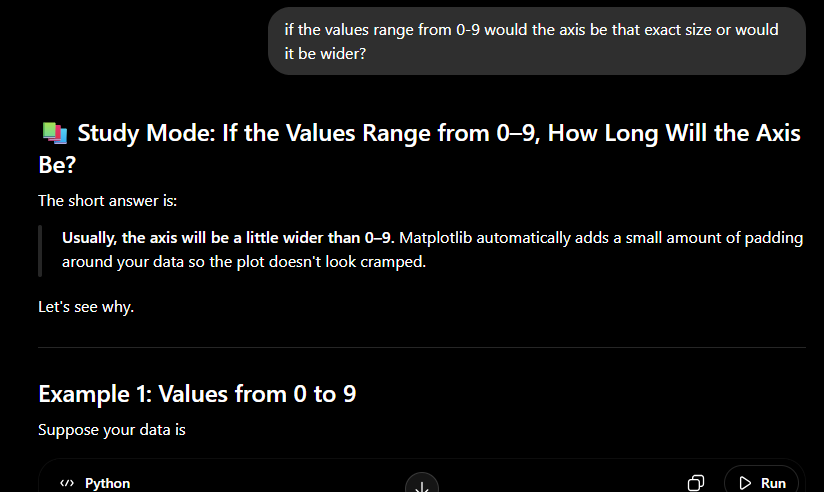 if the values range from 0-9 would the axis be that exact size or would
it be wider?
📚 Study Mode: If the Values Range from 0–9, How Long Will the Axis
Be?
The short answer is:
Usually, the axis will be a little wider than 0–9. Matplotlib automatically adds a small amount of padding
around your data so the plot doesn't look cramped.
Let's see why.
Example 1: Values from 0 to 9
Suppose your data is
</> Python
Run